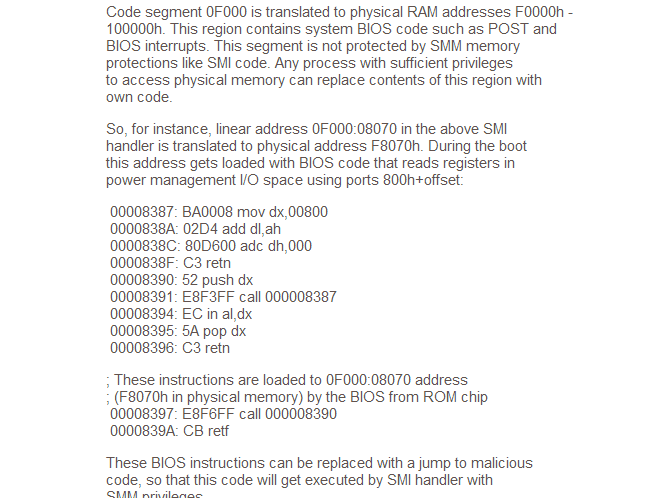 Code segment 0F000 is translated to physical RAM addresses F0000h -
100000h. This region contains system BIOS code such as POST and
BIOS interrupts. This segment is not protected by SMM memory
protections like SMI code. Any process with sufficient privileges
to access physical memory can replace contents of this region with
own code.
So, for instance, linear address 0F000:08070 in the above SMI
handler is translated to physical address F8070h. During the boot
this address gets loaded with BIOS code that reads registers in
power management I/O space using ports 800h+offset:
00008387: BA0008 mov dx,00800
0000838A: 02D4 add dl,ah
0000838C: 80D600 adc dh,000
0000838F: C3 retn
00008390: 52 push dx
00008391: E8F3FF call 000008387
00008394: EC in al,dx
00008395: 5A pop dx
00008396: C3 retn
; These instructions are loaded to 0F000:08070 address
; (F8070h in physical memory) by the BIOS from ROM chip
00008397: E8F6FF call 000008390
0000839A: CB retf
These BIOS instructions can be replaced with a jump to malicious
code, so that this code will get executed by SMI handler with
SMM privileges